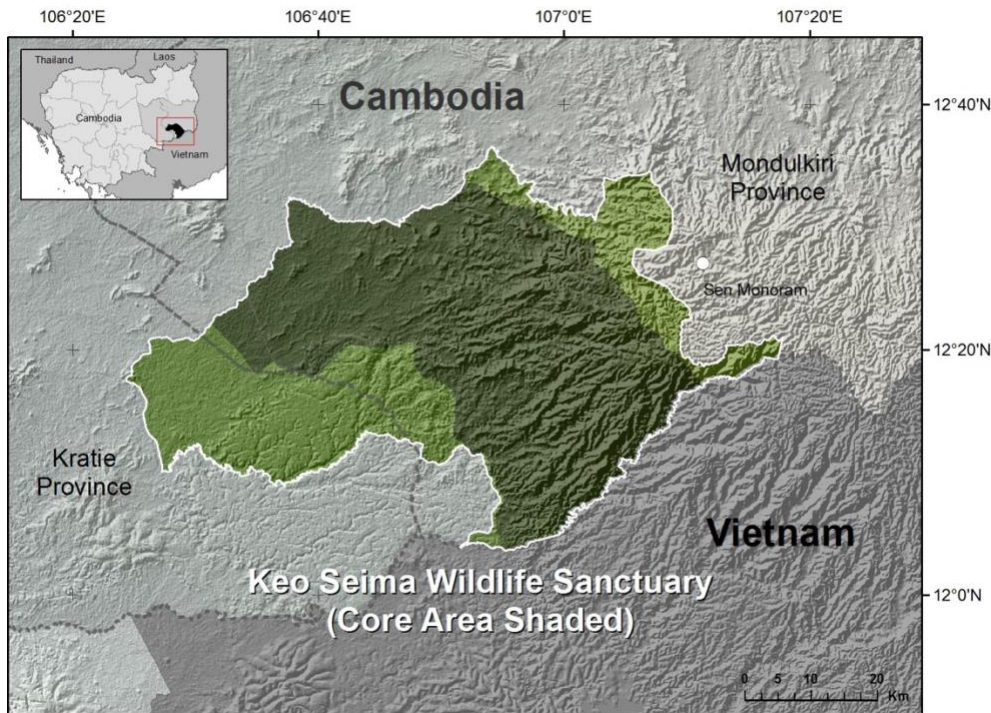 106°20'E
106°40'E
107°0'E
107°20'E
Thailand
Laos
Cambodia
Vietnam
Cambodia
12°40'N
Mondulkiri
Province
Sen Monoram
12°20'N
Kratie
Province
Vietnam
Keo Seima Wildlife Sanctuary
(Core Area Shaded)
12°0'N
0 5 10 20
Km